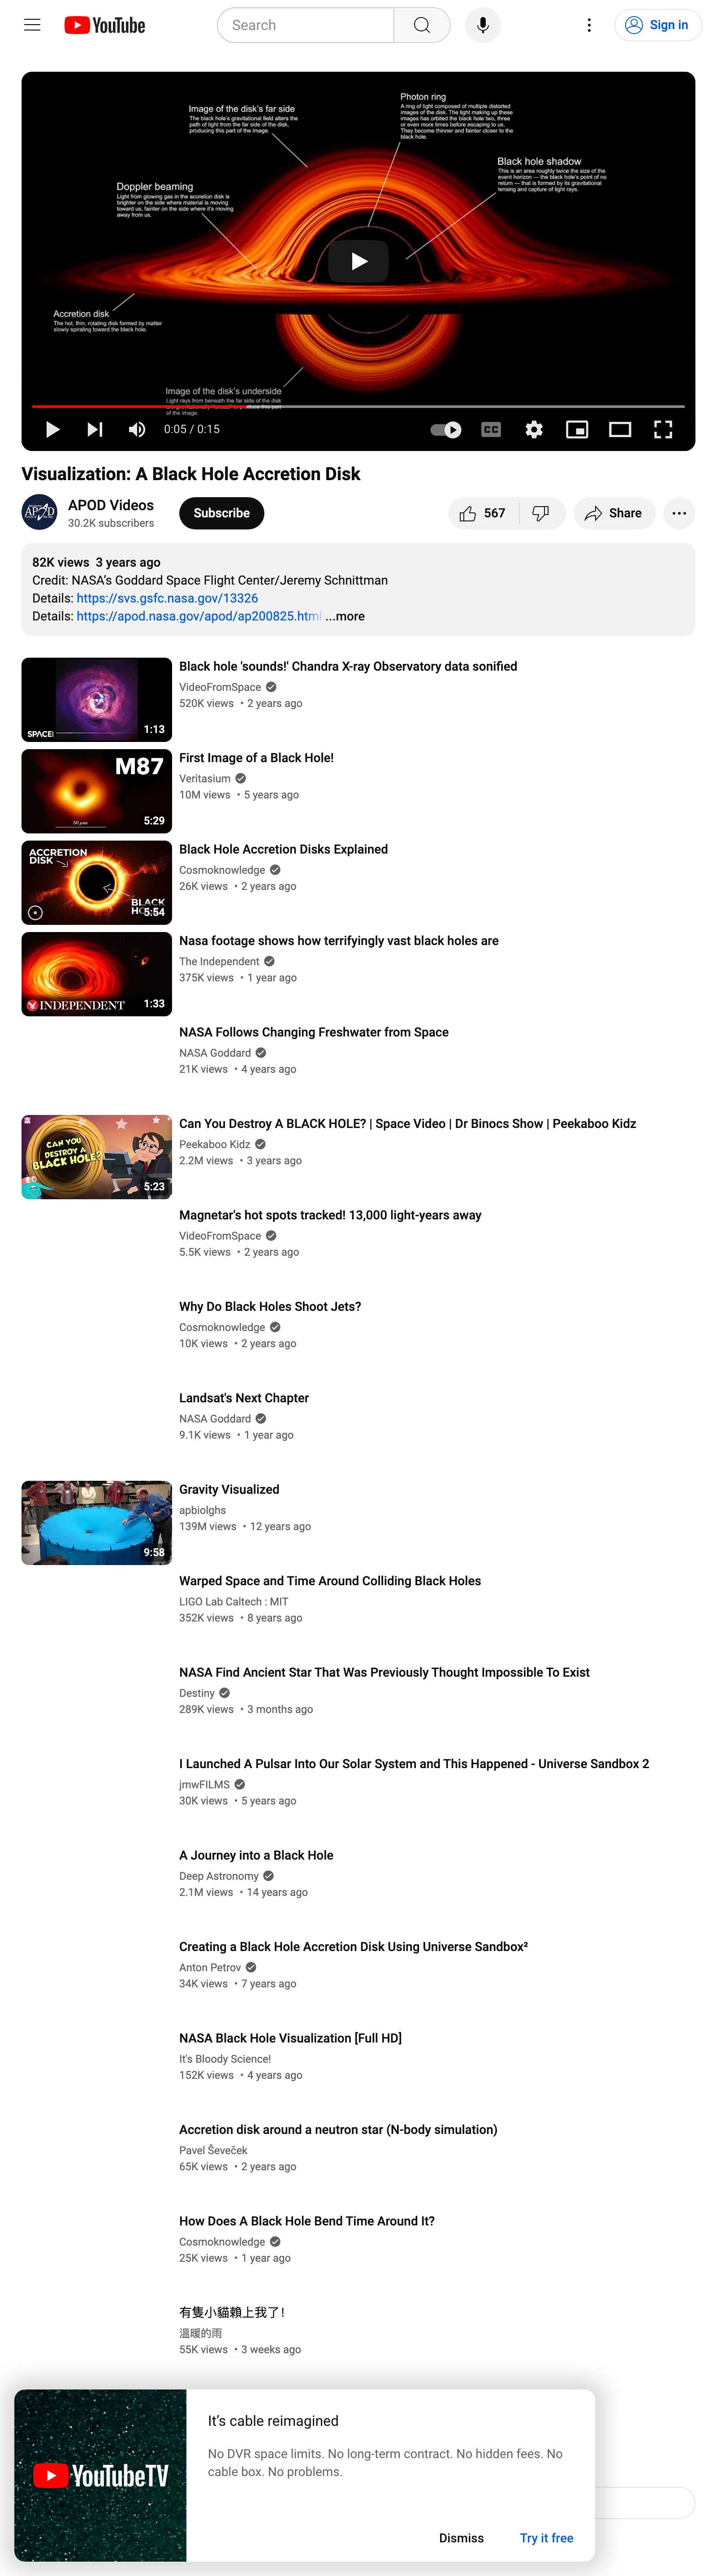 YouTube
Search
Sign in
Image of the disk's far side
The black hole's gravitational field alters the
path of light from the far side of the disk,
producing this part of the image.
Photon ring
A ring of light composed of multiple distorted
images of the disk. The light making up these
images has orbited the black hole two, three
or even more times before escaping to us.
They become thinner and fainter closer to the
black hole.
Black hole shadow
This is an area roughly twice the size of the
event horizon — the black hole's point of no
return — that is formed by its gravitational
lensing and capture of light rays.
Doppler beaming
Light from glowing gas in the accretion disk is
brighter on the side where material is moving
toward us, fainter on the side where it's moving
away from us.
Accretion disk
The hot, thin, rotating disk formed by matter
slowly spiraling toward the black hole.
Image of the disk's underside
Light rays from beneath the far side of the
disk are gravitationally "lensed" to produce this part
of the image.
0:05 / 0:15
CC
Visualization: A Black Hole Accretion Disk
APOD
APOD Videos
30.2K subscribers
Subscribe
567
Share
82K views 3 years ago
Credit: NASA's Goddard Space Flight Center/Jeremy Schnittman
Details: https://svs.gsfc.nasa.gov/13326
Details: https://apod.nasa.gov/apod/ap200825.html ...more
SPACE
1:13
Black hole 'sounds!' Chandra X-ray Observatory data sonified
VideoFromSpace
520K views • 2 years ago
M87
50 μas
5:29
First Image of a Black Hole!
Veritasium
10M views • 5 years ago
ACCRETION
DISK
BLACK
HOLE
5:54
Black Hole Accretion Disks Explained
Cosmoknowledge
26K views • 2 years ago
INDEPENDENT
1:33
Nasa footage shows how terrifyingly vast black holes are
The Independent
375K views • 1 year ago
NASA Follows Changing Freshwater from Space
NASA Goddard
21K views • 4 years ago
CAN YOU
DESTROY A
BLACK HOLE?
5:23
Can You Destroy A BLACK HOLE? | Space Video | Dr Binocs Show | Peekaboo Kidz
Peekaboo Kidz
2.2M views • 3 years ago
Magnetar's hot spots tracked! 13,000 light-years away
VideoFromSpace
5.5K views • 2 years ago
Why Do Black Holes Shoot Jets?
Cosmoknowledge
10K views • 2 years ago
Landsat's Next Chapter
NASA Goddard
9.1K views • 1 year ago
9:58
Gravity Visualized
apbiolghs
139M views • 12 years ago
Warped Space and Time Around Colliding Black Holes
LIGO Lab Caltech : MIT
352K views • 8 years ago
NASA Find Ancient Star That Was Previously Thought Impossible To Exist
Destiny
289K views • 3 months ago
I Launched A Pulsar Into Our Solar System and This Happened - Universe Sandbox 2
jmwFILMS
30K views • 5 years ago
A Journey into a Black Hole
Deep Astronomy
2.1M views • 14 years ago
Creating a Black Hole Accretion Disk Using Universe Sandbox²
Anton Petrov
34K views • 7 years ago
NASA Black Hole Visualization [Full HD]
It's Bloody Science!
152K views • 4 years ago
Accretion disk around a neutron star (N-body simulation)
Pavel Ševeček
65K views • 2 years ago
How Does A Black Hole Bend Time Around It?
Cosmoknowledge
25K views • 1 year ago
有隻小貓賴上我了!
溫暖的雨
55K views • 3 weeks ago
YouTubeTV
It's cable reimagined
No DVR space limits. No long-term contract. No hidden fees. No
cable box. No problems.
Dismiss
Try it free